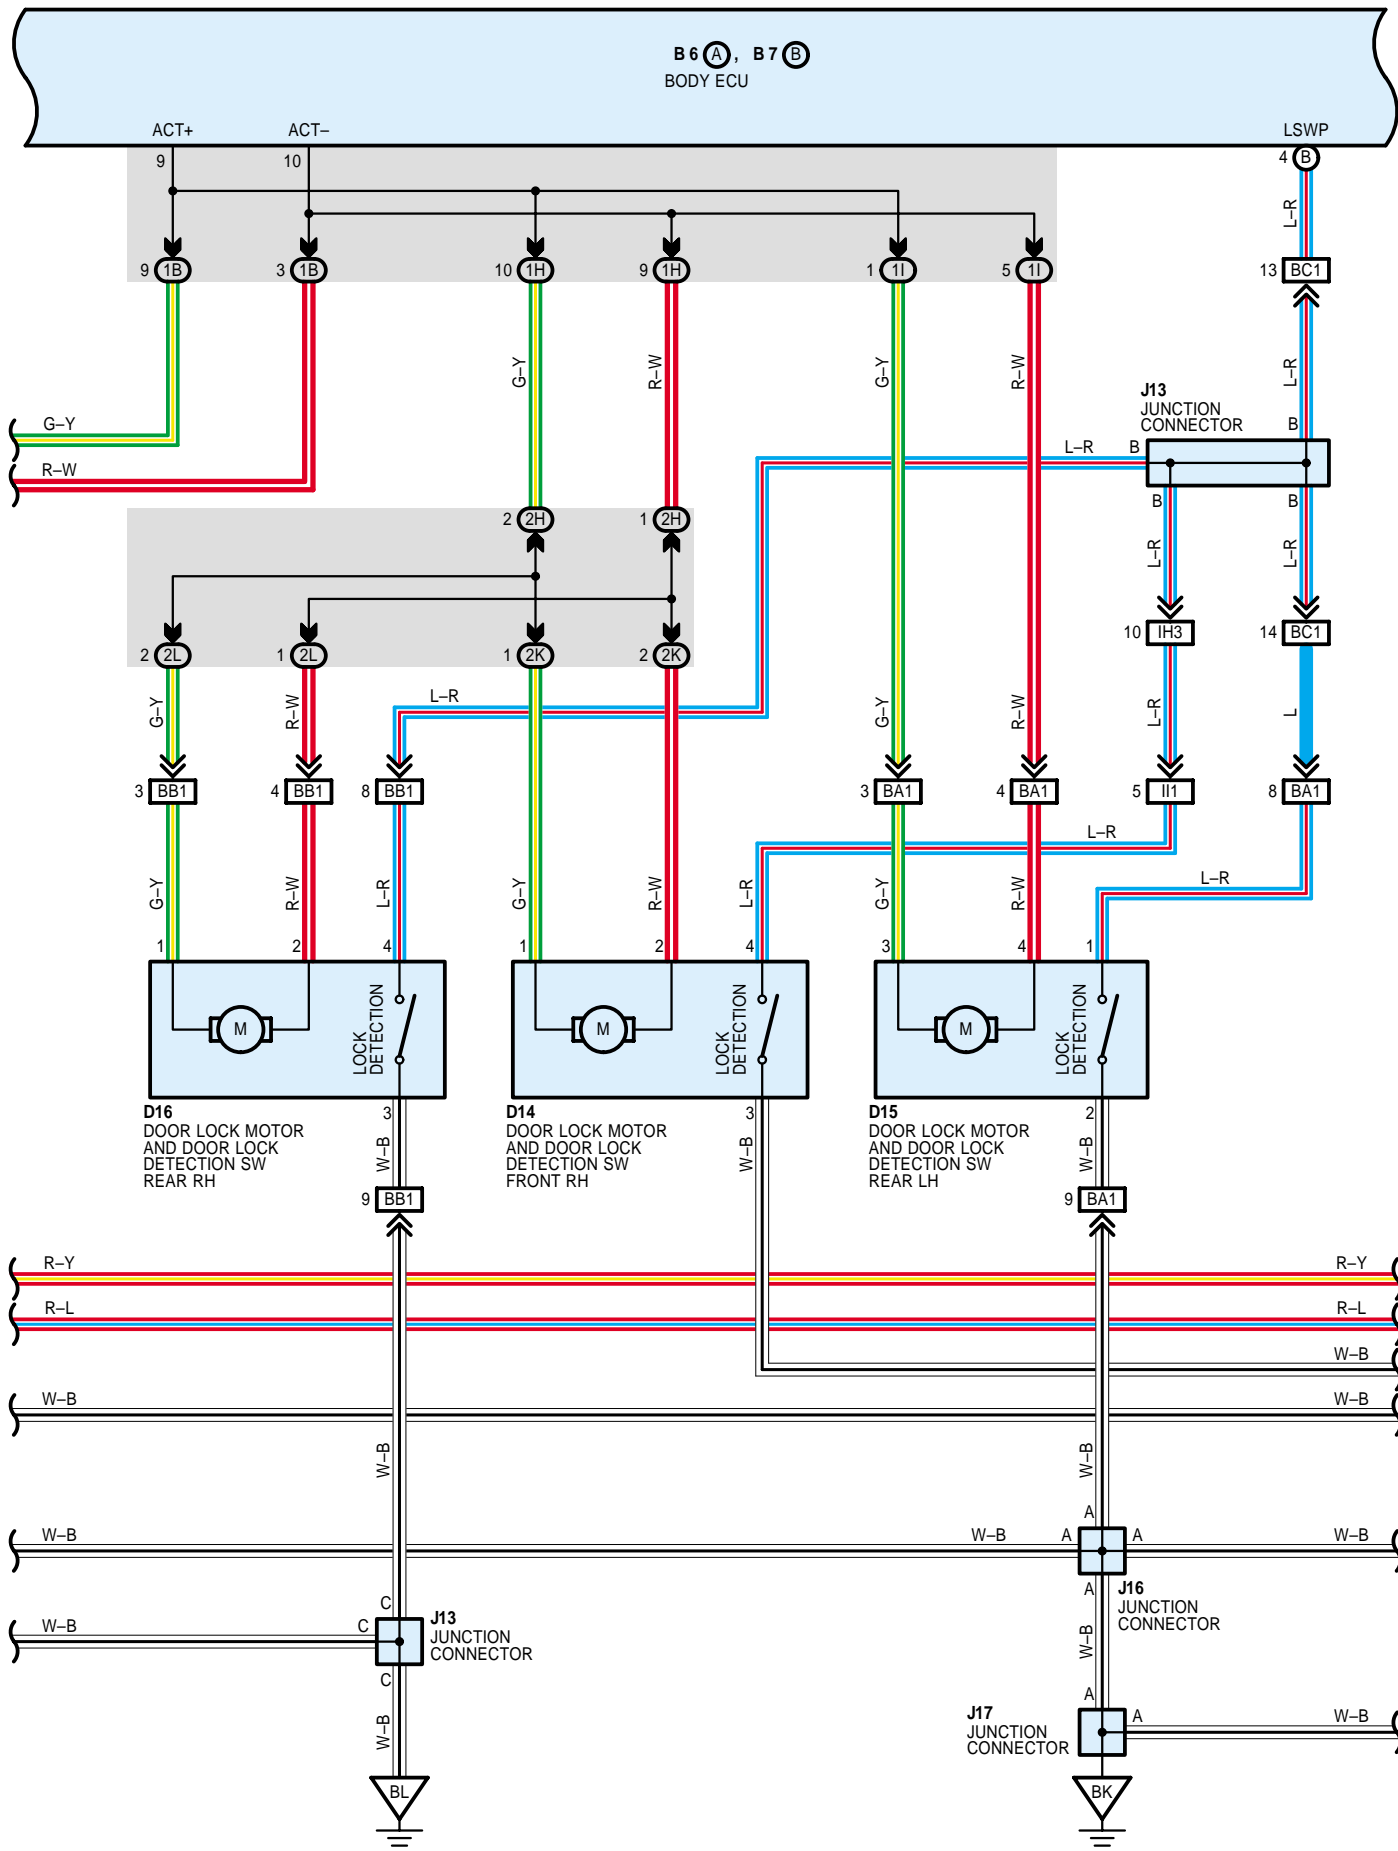 B 6 A , B 7 B
BODY ECU
ACT+ ACT– LSWP
9 10 4 B
L–R
9 1B 3 1B 10 1H 9 1H 1 1I 5 1I 13 BC1
G–Y R–W G–Y R–W L–R
J13
JUNCTION
CONNECTOR
G–Y B
L–R B
R–W
B B
2 2H 1 2H
L–R L–R
10 IH3 14 BC1
2 2L 1 2L 1 2K 2 2K
L–R
G–Y R–W G–Y R–W L–R L
3 BB1 4 BB1 8 BB1 3 BA1 4 BA1 5 II1 8 BA1
L–R
L–R
G–Y R–W L–R G–Y R–W L–R G–Y R–W
1 2 4 1 2 4 3 4 1
M LOCK DETECTION M LOCK DETECTION M LOCK DETECTION
D16
DOOR LOCK MOTOR
AND DOOR LOCK
DETECTION SW
REAR RH
3
W–B
D14
DOOR LOCK MOTOR
AND DOOR LOCK
DETECTION SW
FRONT RH
3
W–B
D15
DOOR LOCK MOTOR
AND DOOR LOCK
DETECTION SW
REAR LH
2
W–B
9 BB1 9 BA1
R–Y R–Y
R–L R–L
W–B
W–B W–B
W–B W–B
A
W–B W–B A A W–B
J16
JUNCTION
CONNECTOR
A
C
W–B C
J13
JUNCTION
CONNECTOR
W–B
C
A
J17
JUNCTION
CONNECTOR
A W–B
W–B
BL BK